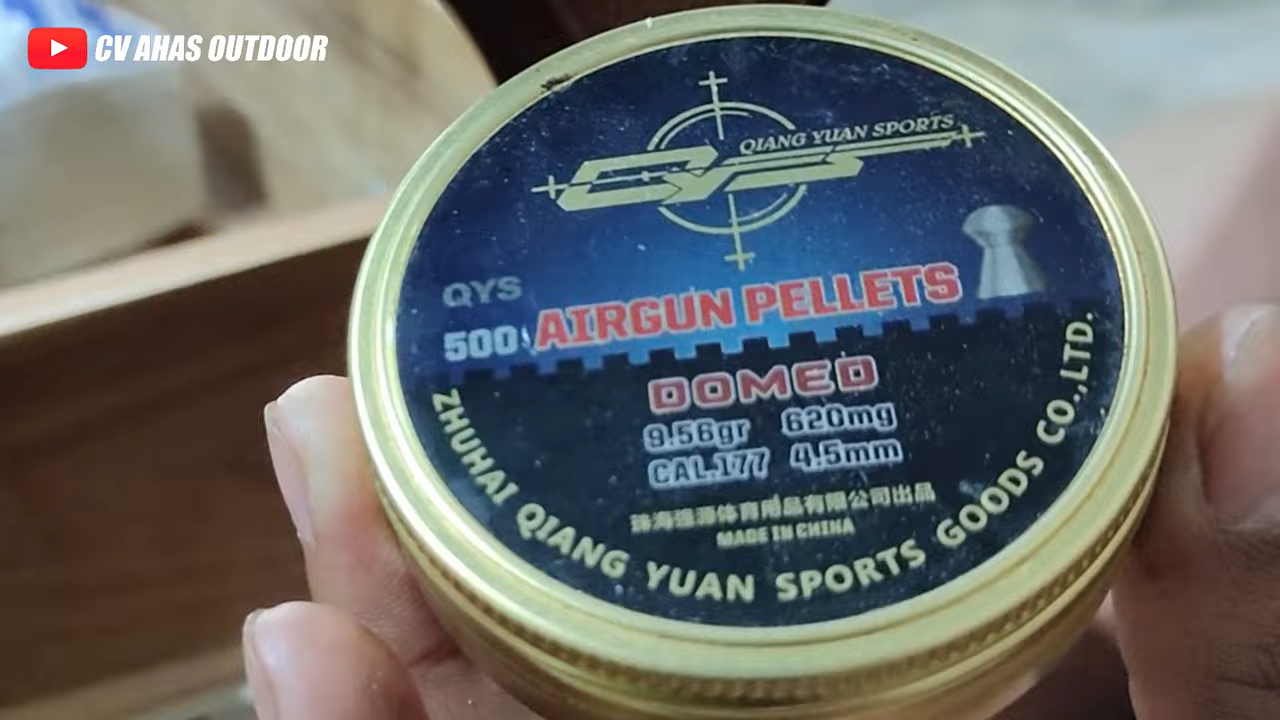 CV AHAS OUTDOOR
QIANG YUAN SPORTS
QYS
QYS
500 AIRGUN PELLETS
DOMED
9.56gr 620mg
CAL.177 4.5mm
珠海强源体育用品有限公司出品
MADE IN CHINA
ZHUHAI QIANG YUAN SPORTS GOODS CO.,LTD.